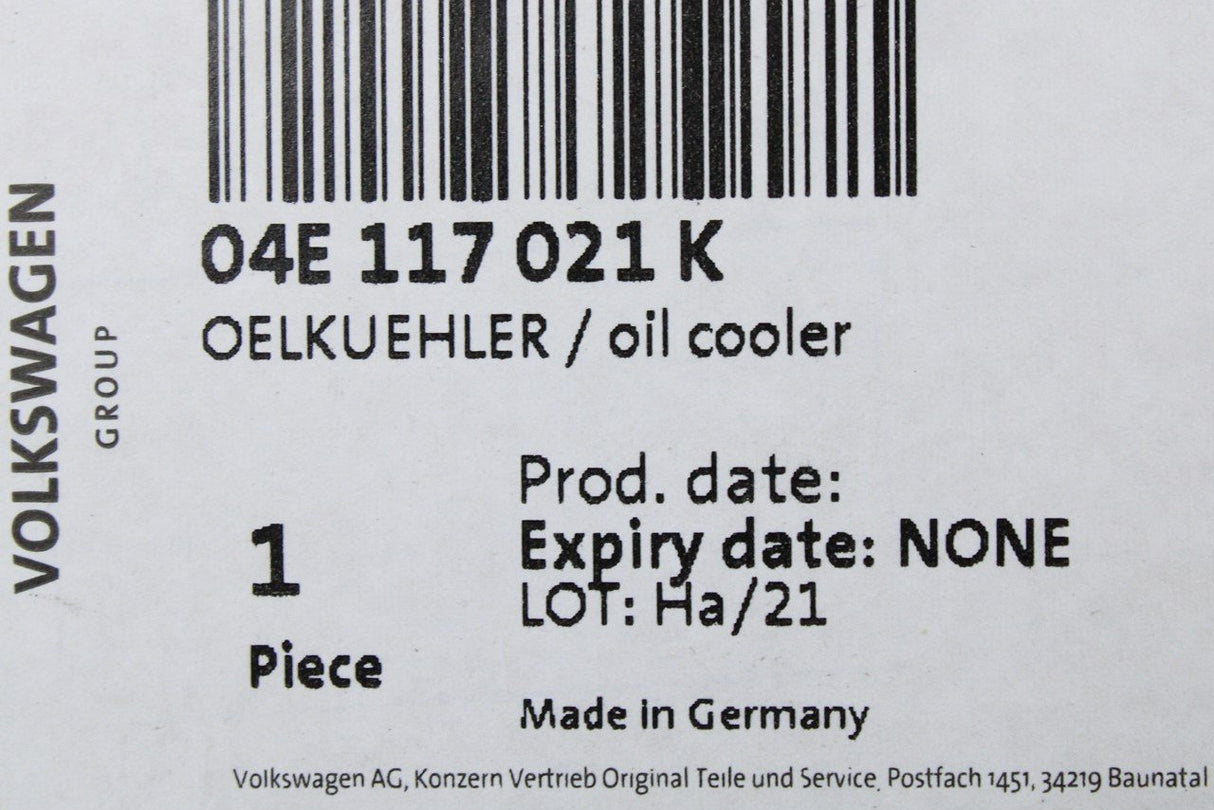 04E 117 021 K
OELKUEHLER / oil cooler
VOLKSWAGEN
GROUP
Prod. date:
1
Expiry date: NONE
LOT: Ha/21
Piece
Made in Germany
Volkswagen AG, Konzern Vertrieb Original Teile und Service, Postfach 1451, 34219 Baunatal